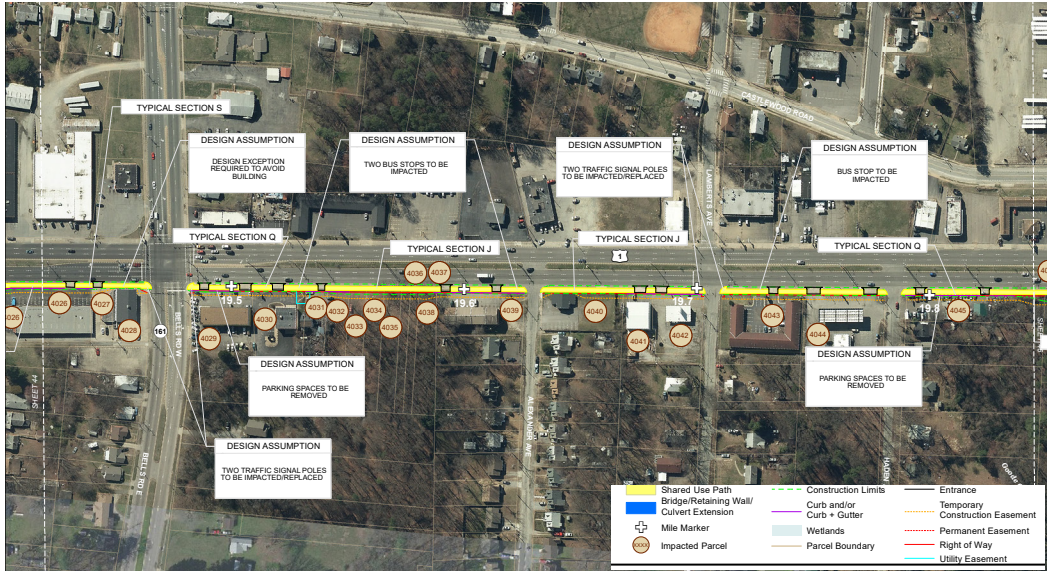 CASTLEWOOD ROAD
TYPICAL SECTION S
DESIGN ASSUMPTION
DESIGN EXCEPTION
REQUIRED TO AVOID
BUILDING
DESIGN ASSUMPTION
TWO BUS STOPS TO BE
IMPACTED
DESIGN ASSUMPTION
TWO TRAFFIC SIGNAL POLES
TO BE IMPACTED/REPLACED
DESIGN ASSUMPTION
BUS STOP TO BE
IMPACTED
LAMBERTS AVE
TYPICAL SECTION Q
TYPICAL SECTION J
TYPICAL SECTION J
TYPICAL SECTION Q
1
4036
4037
19.5
19.6
19.7
19.8
4026
4026
4027
4028
4029
4030
4031
4032
4033
4034
4035
4038
4039
4040
4041
4042
4043
4044
4045
161
BELLS RD W
BELLS RD E
ALEXANDER AVE
SHEET 44
DESIGN ASSUMPTION
PARKING SPACES TO BE
REMOVED
DESIGN ASSUMPTION
PARKING SPACES TO BE
REMOVED
DESIGN ASSUMPTION
TWO TRAFFIC SIGNAL POLES
TO BE IMPACTED/REPLACED
Shared Use Path
Bridge/Retaining Wall/
Culvert Extension
Mile Marker
XXXX
Impacted Parcel
Construction Limits
Curb and/or
Curb + Gutter
Wetlands
Parcel Boundary
Entrance
Temporary
Construction Easement
Permanent Easement
Right of Way
Utility Easement